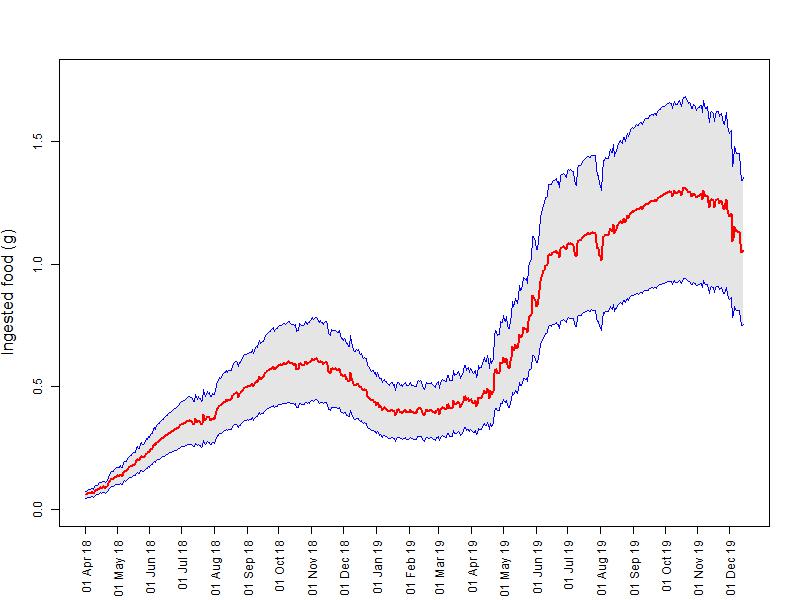 Ingested food (g)
1.5
1.0
0.5
0.0
01 Apr 18
01 May 18
01 Jun 18
01 Jul 18
01 Aug 18
01 Sep 18
01 Oct 18
01 Nov 18
01 Dec 18
01 Jan 19
01 Feb 19
01 Mar 19
01 Apr 19
01 May 19
01 Jun 19
01 Jul 19
01 Aug 19
01 Sep 19
01 Oct 19
01 Nov 19
01 Dec 19